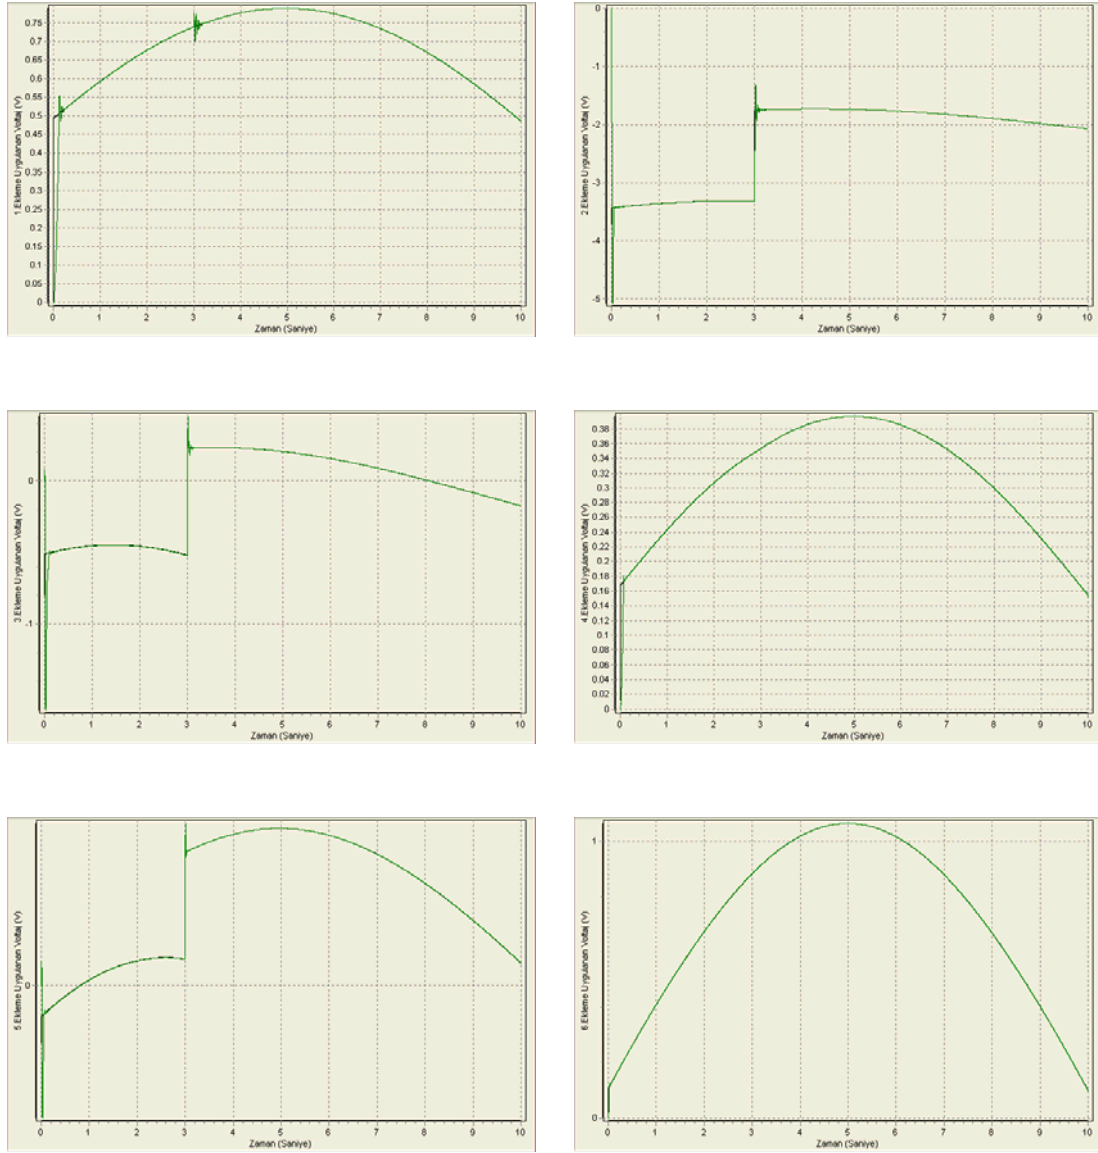 1.Ekleme Uygulanan Voltaj (V)
0.75
0.7
0.65
0.6
0.55
0.5
0.45
0.4
0.35
0.3
0.25
0.2
0.15
0.1
0.05
0
0 1 2 3 4 5 6 7 8 9 10
Zaman (Saniye)
2.Ekleme Uygulanan Voltaj (V)
0
-1
-2
-3
-4
-5
0 1 2 3 4 5 6 7 8 9 10
Zaman (Saniye)
3.Ekleme Uygulanan Voltaj (V)
0
-1
0 1 2 3 4 5 6 7 8 9 10
Zaman (Saniye)
4.Ekleme Uygulanan Voltaj (V)
0.38
0.36
0.34
0.32
0.3
0.28
0.26
0.24
0.22
0.2
0.18
0.16
0.14
0.12
0.1
0.08
0.06
0.04
0.02
0
0 1 2 3 4 5 6 7 8 9 10
Zaman (Saniye)
5.Ekleme Uygulanan Voltaj (V)
0
0 1 2 3 4 5 6 7 8 9 10
Zaman (Saniye)
6.Ekleme Uygulanan Voltaj (V)
1
0
0 1 2 3 4 5 6 7 8 9 10
Zaman (Saniye)